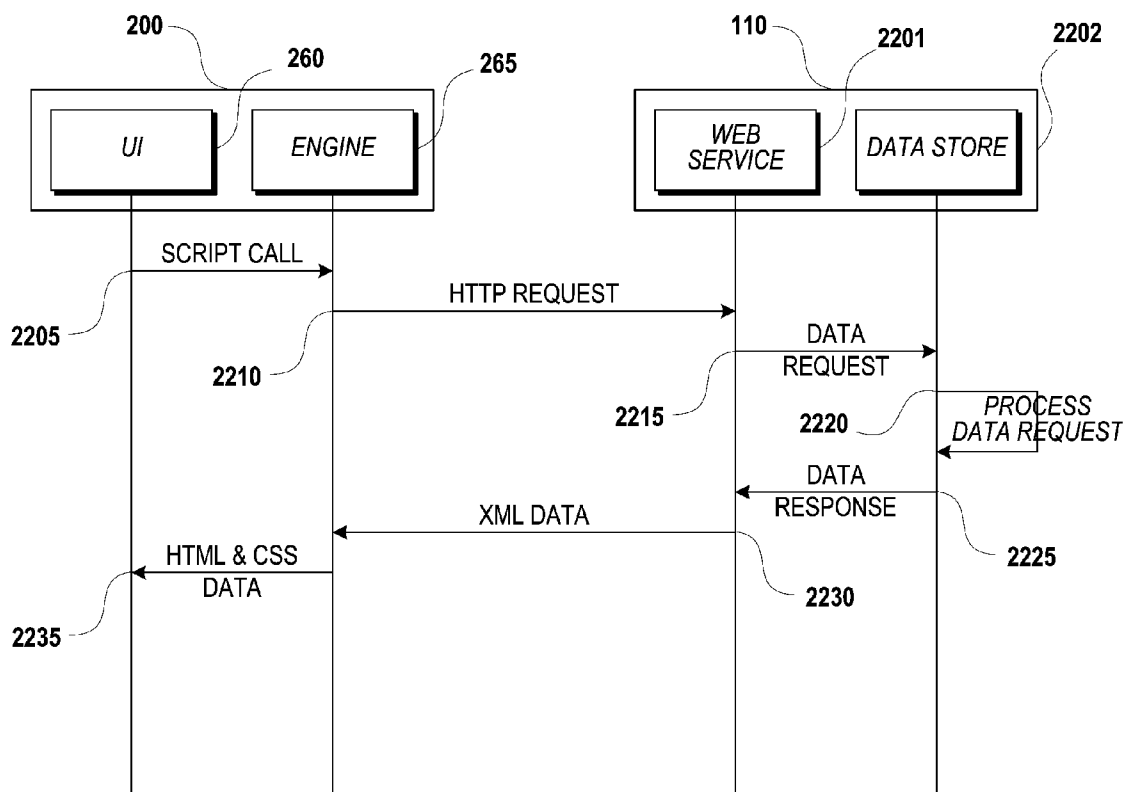 200
110
2201
2202
260
265
UI
ENGINE
WEB
SERVICE
DATA STORE
SCRIPT CALL
2205
HTTP REQUEST
2210
DATA
REQUEST
2215
2220
PROCESS
DATA REQUEST
DATA
RESPONSE
2225
XML DATA
2230
HTML & CSS
DATA
2235